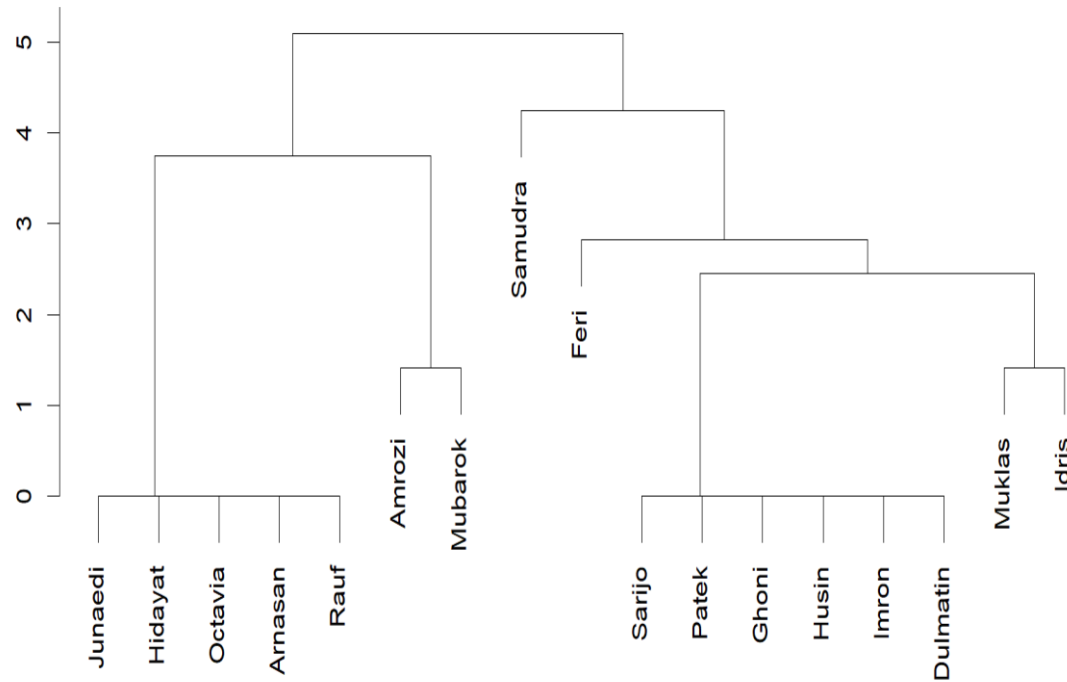 5
4
3
2
1
0
Junaedi
Hidayat
Octavia
Arnasan
Rauf
Amrozi
Mubarok
Samudra
Feri
Sarijo
Patek
Ghoni
Husin
Imron
Dulmatin
Muklas
Idris